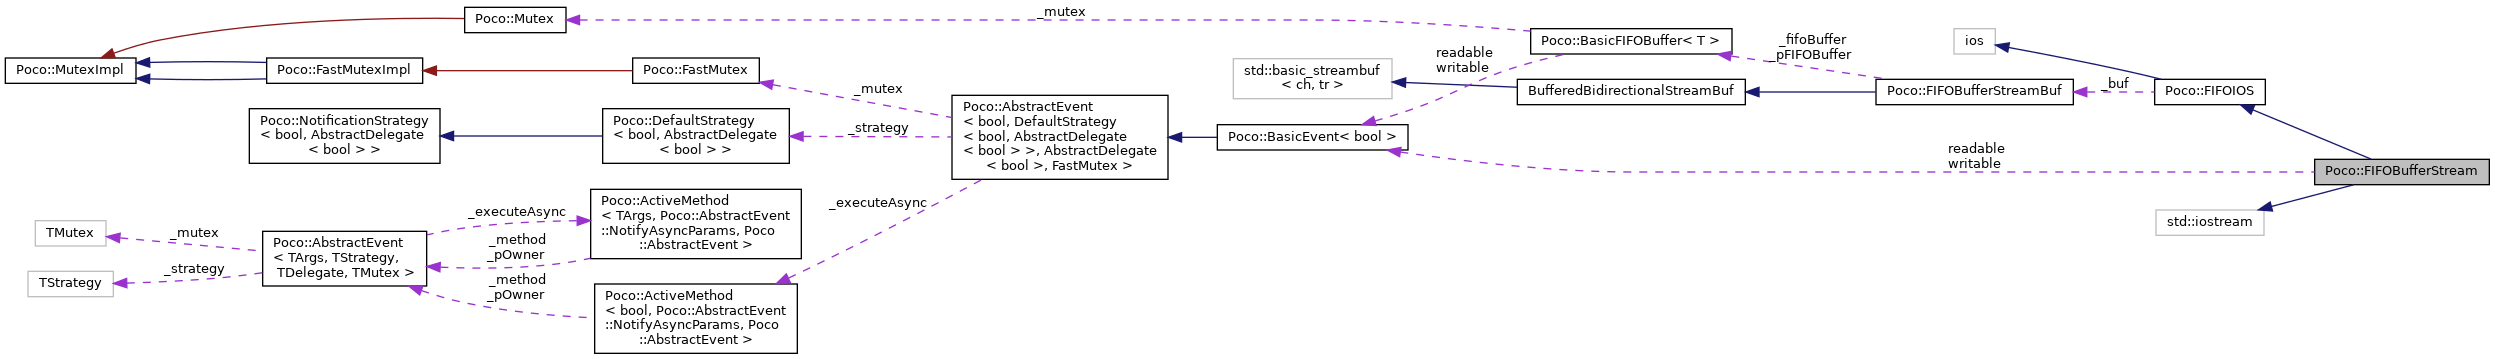 Poco::Mutex
_mutex
Poco::BasicFIFOBuffer< T >
_fifoBuffer
_pFIFOBuffer
ios
Poco::MutexImpl
Poco::FastMutexImpl
Poco::FastMutex
readable
writable
std::basic_streambuf
< ch, tr >
BufferedBidirectionalStreamBuf
Poco::FIFOBufferStreamBuf
_buf
Poco::FIFOIOS
_mutex
Poco::NotificationStrategy
< bool, AbstractDelegate
< bool > >
Poco::DefaultStrategy
< bool, AbstractDelegate
< bool > >
_strategy
Poco::AbstractEvent
< bool, DefaultStrategy
< bool, AbstractDelegate
< bool > >, AbstractDelegate
< bool >, FastMutex >
Poco::BasicEvent< bool >
readable
writable
Poco::FIFOBufferStream
std::iostream
_executeAsync
TMutex
_mutex
TStrategy
_strategy
Poco::AbstractEvent
< TArgs, TStrategy,
TDelegate, TMutex >
_executeAsync
_method
_pOwner
_method
_pOwner
Poco::ActiveMethod
< TArgs, Poco::AbstractEvent
::NotifyAsyncParams, Poco
::AbstractEvent >
Poco::ActiveMethod
< bool, Poco::AbstractEvent
::NotifyAsyncParams, Poco
::AbstractEvent >